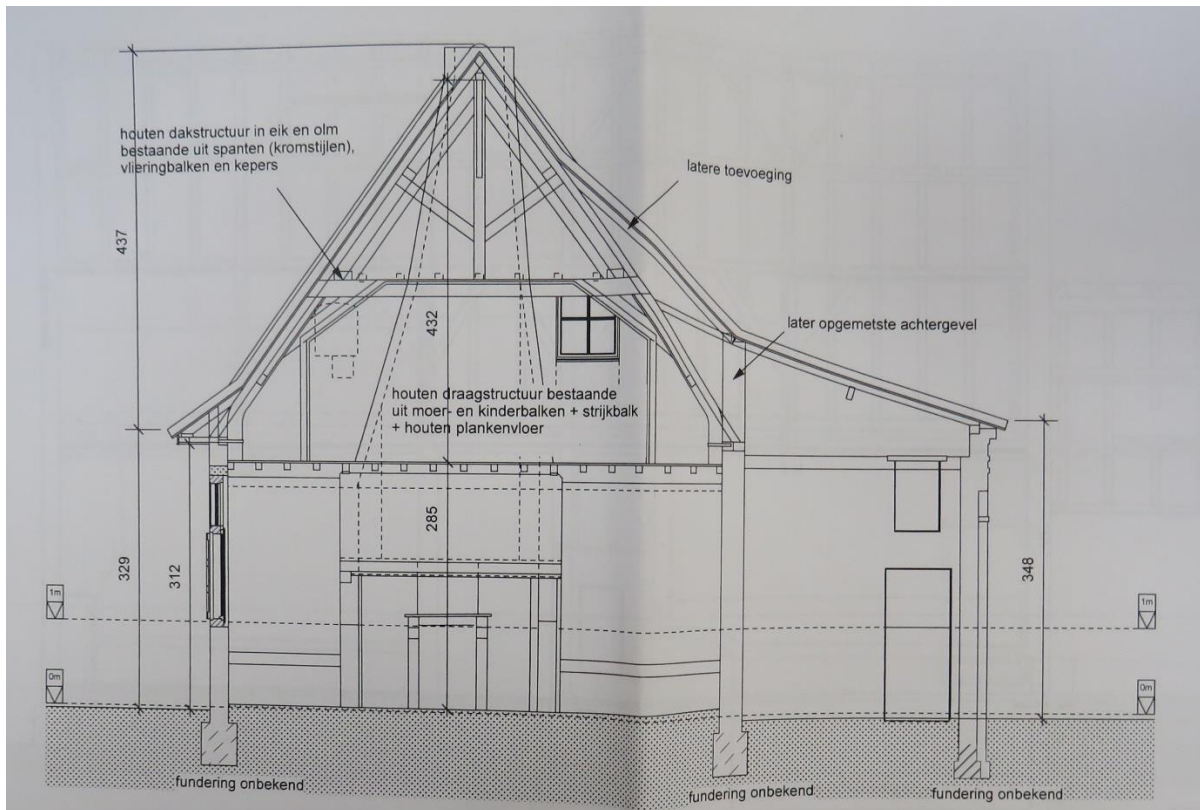 houten dakstructuur in eik en olm
bestaande uit spanten (kromstijlen),
vlieringbalken en kepers
latere toevoeging
437
432
later opgemetste achtergevel
houten draagstructuur bestaande
uit moer- en kinderbalken + strijkbalk
+ houten plankenvloer
285
329
312
348
1m
1m
0m
0m
fundering onbekend
fundering onbekend
fundering onbekend